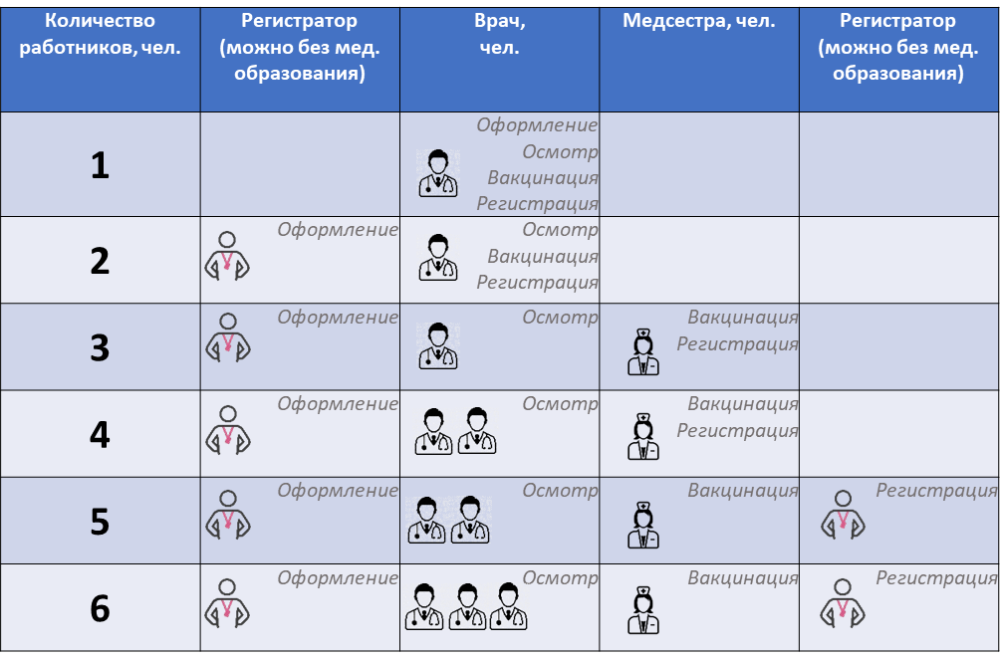 Количество
работников, чел.
Регистратор
(можно без мед.
образования)
Врач,
чел.
Медсестра, чел.
Регистратор
(можно без мед.
образования)
1
Оформление
Осмотр
Вакцинация
Регистрация
2
Оформление
Осмотр
Вакцинация
Регистрация
3
Оформление
Осмотр
Вакцинация
Регистрация
4
Оформление
Осмотр
Вакцинация
Регистрация
5
Оформление
Осмотр
Вакцинация
Регистрация
6
Оформление
Осмотр
Вакцинация
Регистрация